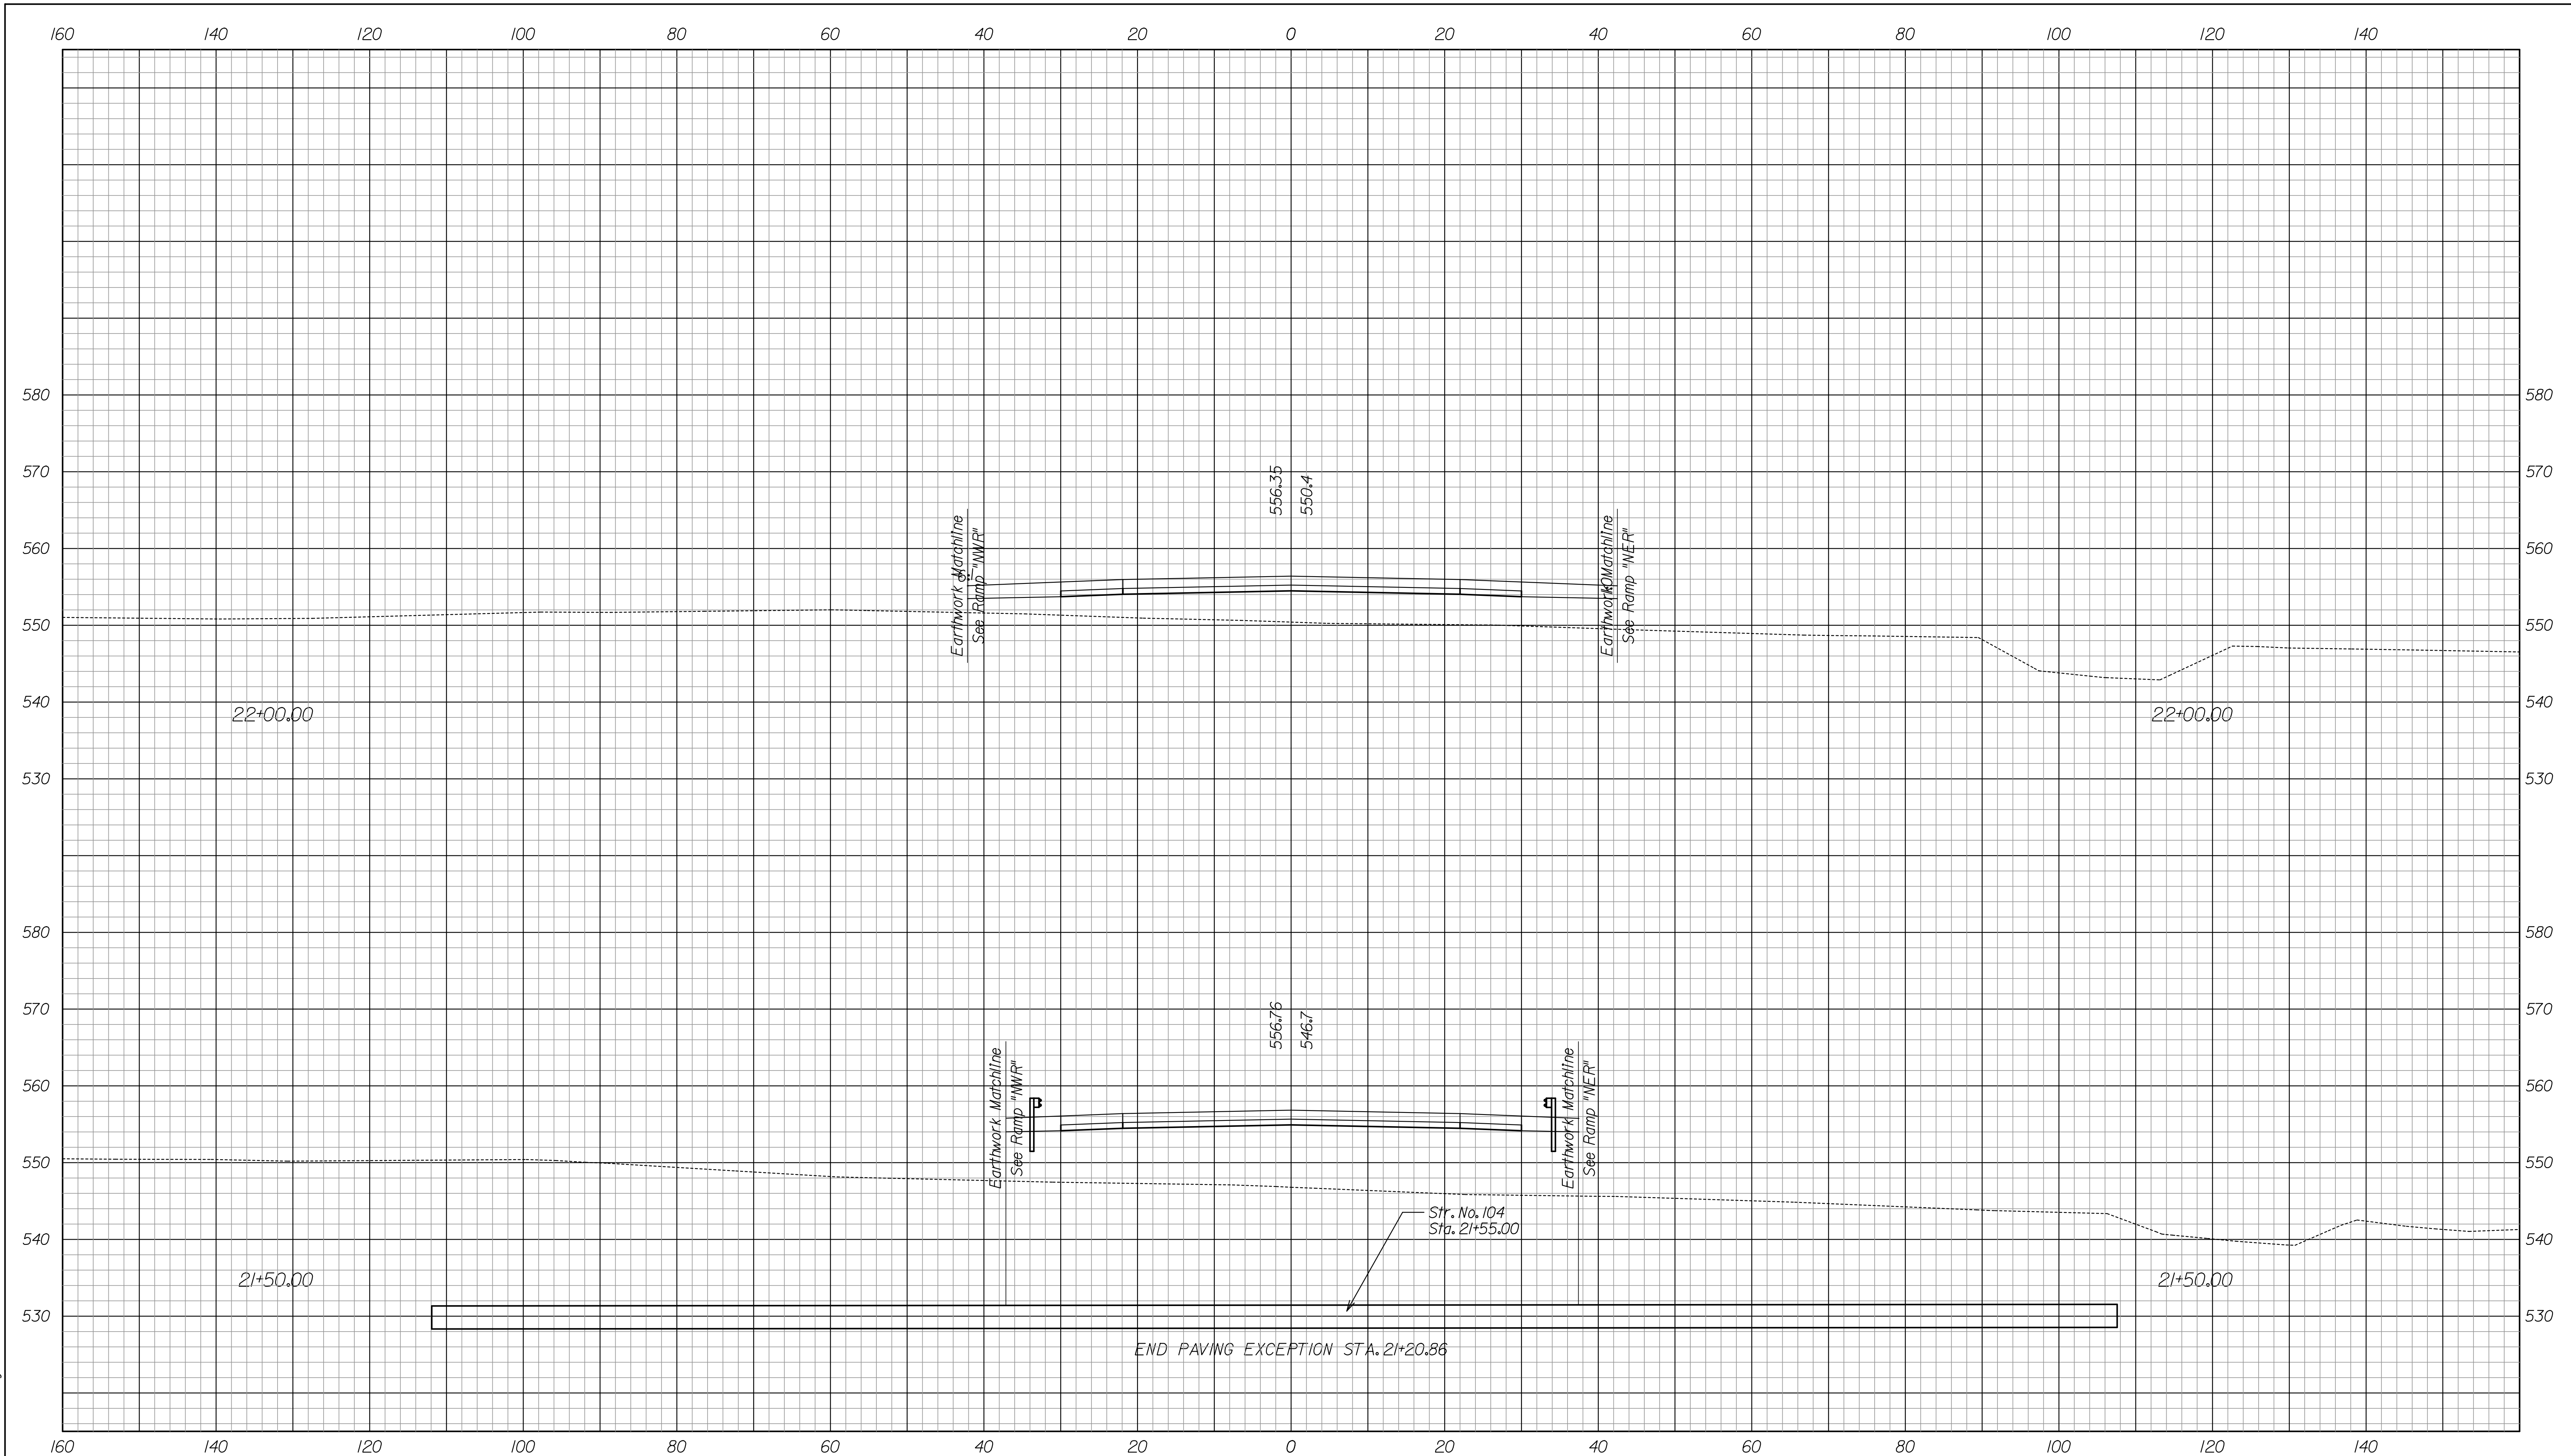 160 140 120 100 80 60 40 20 0 20 40 60 80 100 120 140
580 580
570 570
556.35
550.4
560 560
Earthwork Matchline
See Ramp "NWR"
Earthwork Matchline
See Ramp "NER"
550 550
540 540
22+00.00 22+00.00
530 530
580 580
570 570
556.76
546.7
560 560
Earthwork Matchline
See Ramp "NWR"
Earthwork Matchline
See Ramp "NER"
550 550
Str. No. 104
Sta. 21+55.00
540 540
21+50.00 21+50.00
530 530
END PAVING EXCEPTION STA. 21+20.86
160 140 120 100 80 60 40 20 0 20 40 60 80 100 120 140